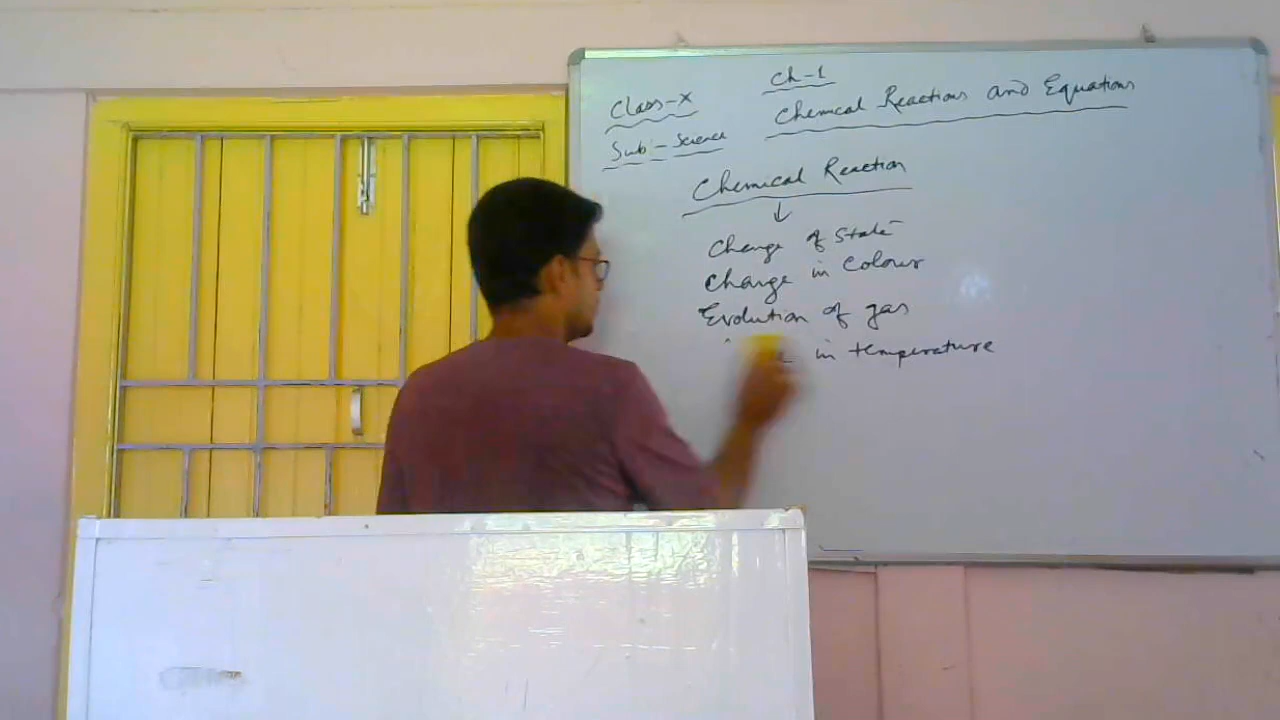 Class-X
Ch-1
Sub:- Science
Chemical Reactions and Equations
Chemical Reaction
Change of State
Change in Colour
Evolution of gas
in temperature